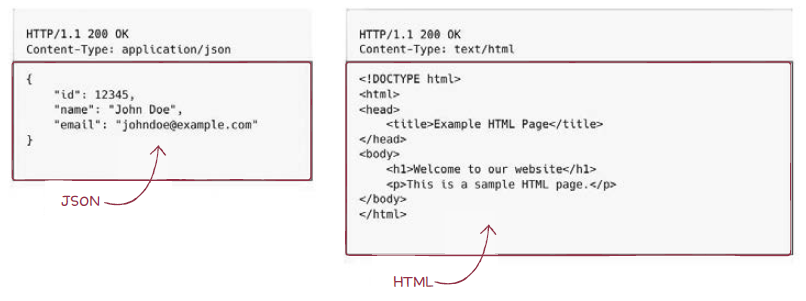 HTTP/1.1 200 OK
Content-Type: application/json
{
    "id": 12345,
    "name": "John Doe",
    "email": "johndoe@example.com"
}
JSON
HTTP/1.1 200 OK
Content-Type: text/html
<!DOCTYPE html>
<html>
<head>
    <title>Example HTML Page</title>
</head>
<body>
    <h1>Welcome to our website</h1>
    <p>This is a sample HTML page.</p>
</body>
</html>
HTML